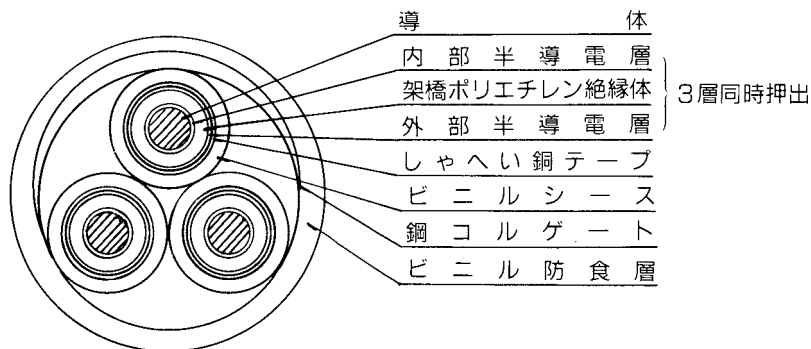 導体
内部半導電層
架橋ポリエチレン絶縁体
外部半導電層
3層同時押出
しゃへい銅テープ
ビニルシース
鋼コルゲート
ビニル防食層